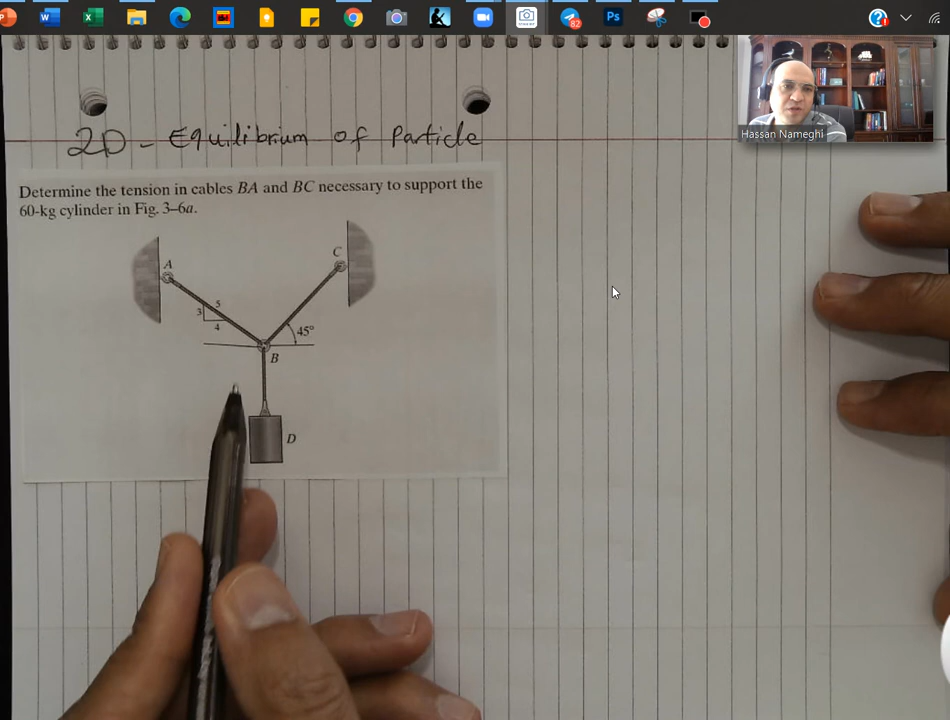 82
Hassan Nameghi
2D - Equilibrium of Particle
Determine the tension in cables BA and BC necessary to support the
60-kg cylinder in Fig. 3–6a.
C
A
5
3
4
45°
B
D